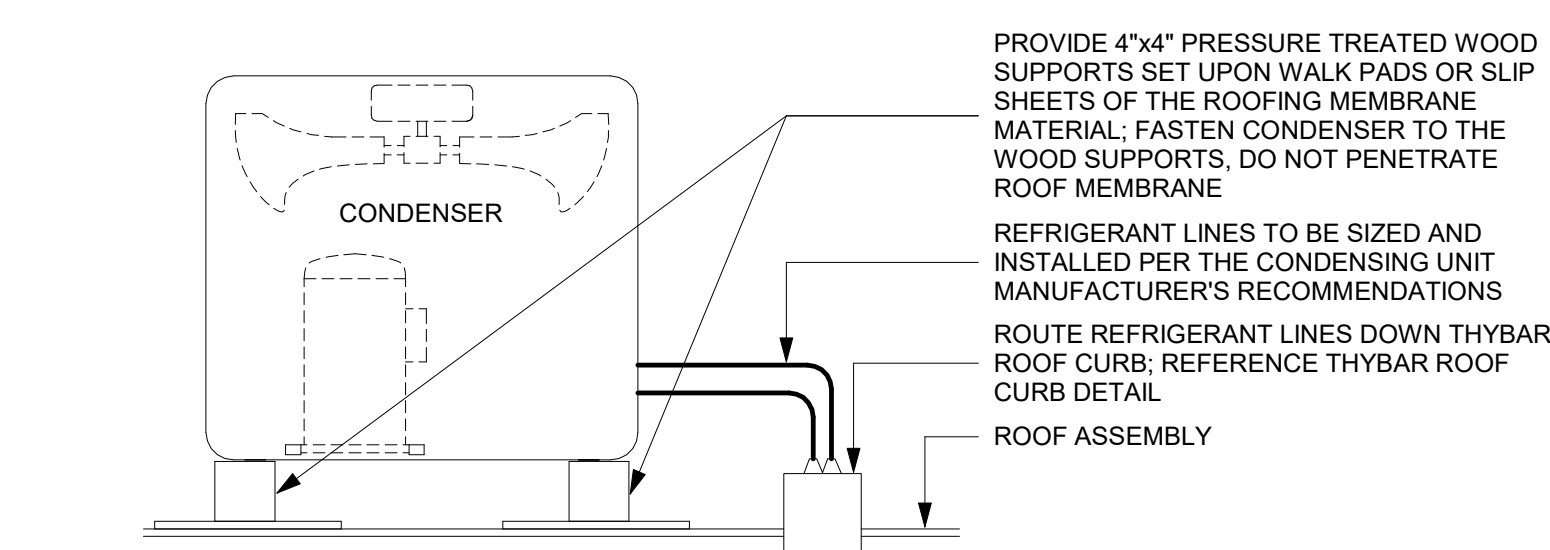 PROVIDE 4"x4" PRESSURE TREATED WOOD
SUPPORTS SET UPON WALK PADS OR SLIP
SHEETS OF THE ROOFING MEMBRANE
MATERIAL; FASTEN CONDENSER TO THE
WOOD SUPPORTS, DO NOT PENETRATE
ROOF MEMBRANE
CONDENSER
REFRIGERANT LINES TO BE SIZED AND
INSTALLED PER THE CONDENSING UNIT
MANUFACTURER'S RECOMMENDATIONS
ROUTE REFRIGERANT LINES DOWN THYBAR
ROOF CURB; REFERENCE THYBAR ROOF
CURB DETAIL
ROOF ASSEMBLY